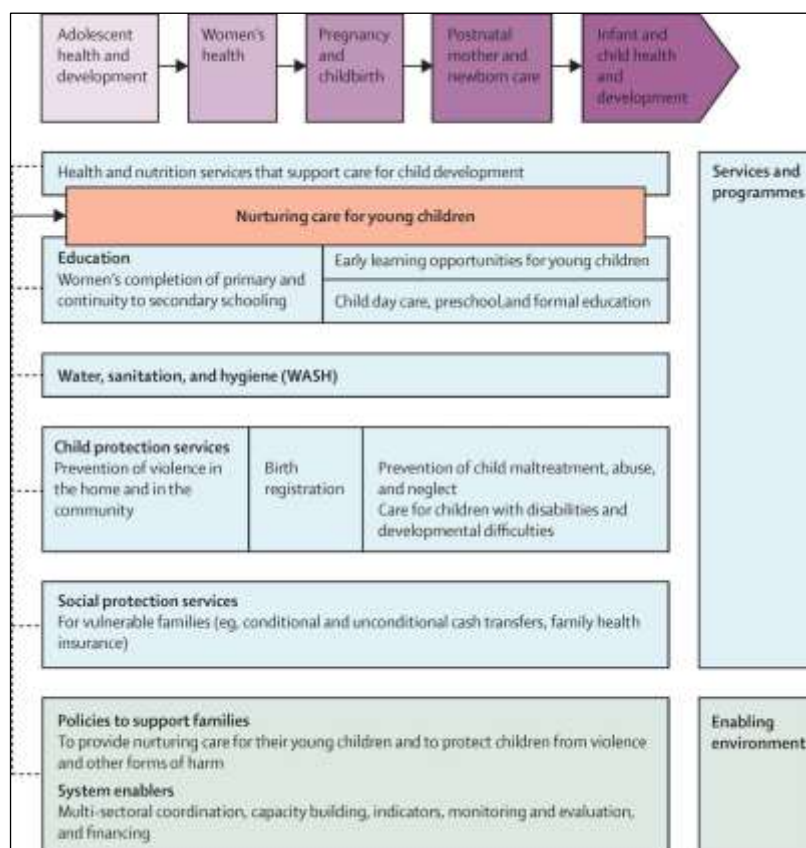 Adolescent
health and
development
Women's
health
Pregnancy
and
childbirth
Postnatal
mother and
newborn care
Infant and
child health
and
development
Health and nutrition services that support care for child development
Services and
programmes
Nurturing care for young children
Education
Women's completion of primary and
continuity to secondary schooling
Early learning opportunities for young children
Child day care, preschool,and formal education
Water, sanitation, and hygiene (WASH)
Child protection services
Prevention of violence in
the home and in the
community
Birth
registration
Prevention of child maltreatment, abuse,
and neglect
Care for children with disabilities and
developmental difficulties
Social protection services
For vulnerable families (eg, conditional and unconditional cash transfers, family health
insurance)
Policies to support families
To provide nurturing care for their young children and to protect children from violence
and other forms of harm
System enablers
Multi-sectoral coordination, capacity building, indicators, monitoring and evaluation,
and financing
Enabling
environment